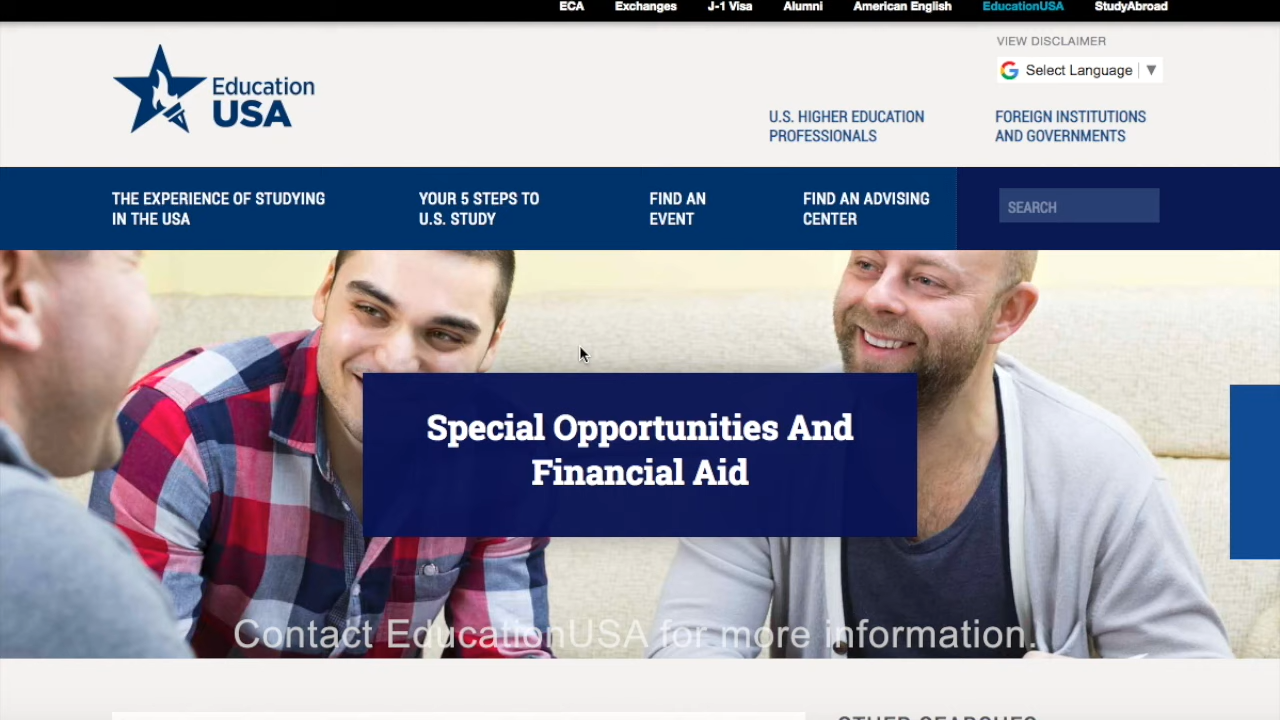 ECA Exchanges J-1 Visa Alumni American English EducationUSA StudyAbroad
VIEW DISCLAIMER
Select Language
Education
USA
U.S. HIGHER EDUCATION
PROFESSIONALS
FOREIGN INSTITUTIONS
AND GOVERNMENTS
THE EXPERIENCE OF STUDYING
IN THE USA
YOUR 5 STEPS TO
U.S. STUDY
FIND AN
EVENT
FIND AN ADVISING
CENTER
SEARCH
Special Opportunities And
Financial Aid
Contact EducationUSA for more information.
OTHER SEARCHES